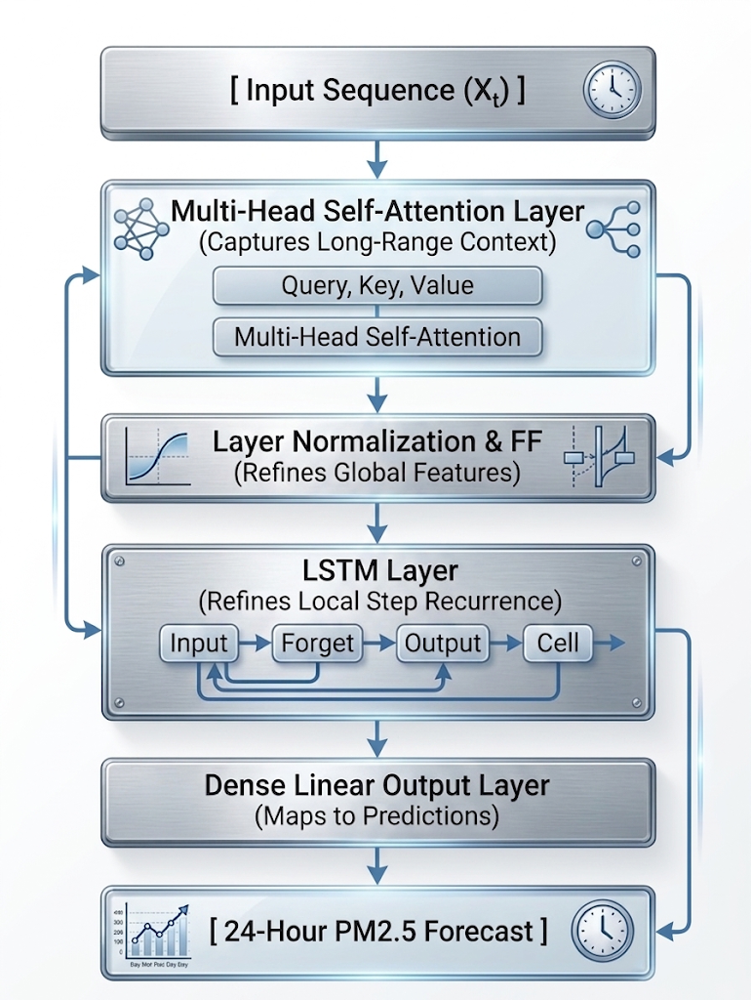 [ Input Sequence (Xt) ]
Multi-Head Self-Attention Layer
(Captures Long-Range Context)
Query, Key, Value
Multi-Head Self-Attention
Layer Normalization & FF
(Refines Global Features)
LSTM Layer
(Refines Local Step Recurrence)
Input Forget Output Cell
Dense Linear Output Layer
(Maps to Predictions)
[ 24-Hour PM2.5 Forecast ]